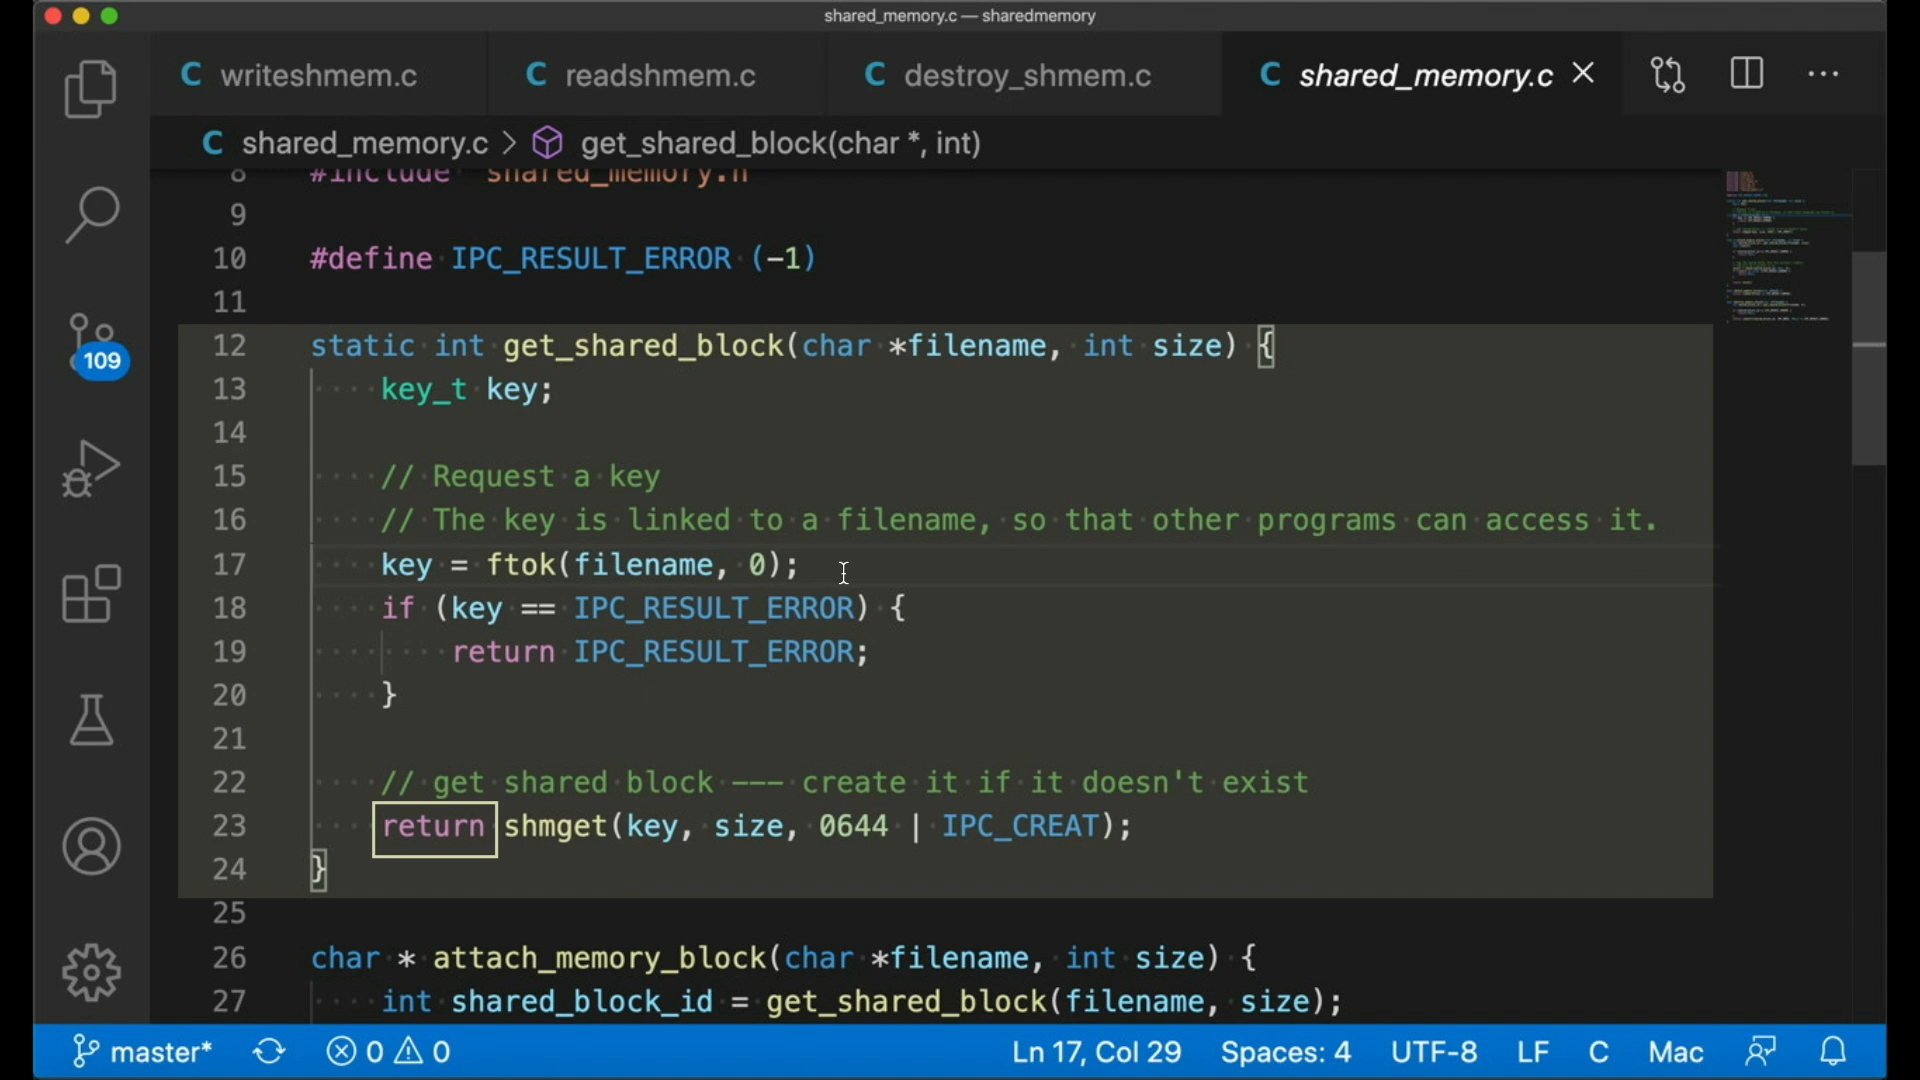 shared_memory.c — sharedmemory
C writeshmem.c C readshmem.c C destroy_shmem.c C shared_memory.c
C shared_memory.c > get_shared_block(char *, int)
8 #include "shared_memory.h"
9
10 #define IPC_RESULT_ERROR (-1)
11
12 static int get_shared_block(char *filename, int size) {
13 key_t key;
14
15 // Request a key
16 // The key is linked to a filename, so that other programs can access it.
17 key = ftok(filename, 0);
18 if (key == IPC_RESULT_ERROR) {
19 return IPC_RESULT_ERROR;
20 }
21
22 // get shared block --- create it if it doesn't exist
23 return shmget(key, size, 0644 | IPC_CREAT);
24 }
25
26 char * attach_memory_block(char *filename, int size) {
27 int shared_block_id = get_shared_block(filename, size);
109
master* 0 0 Ln 17, Col 29 Spaces: 4 UTF-8 LF C Mac